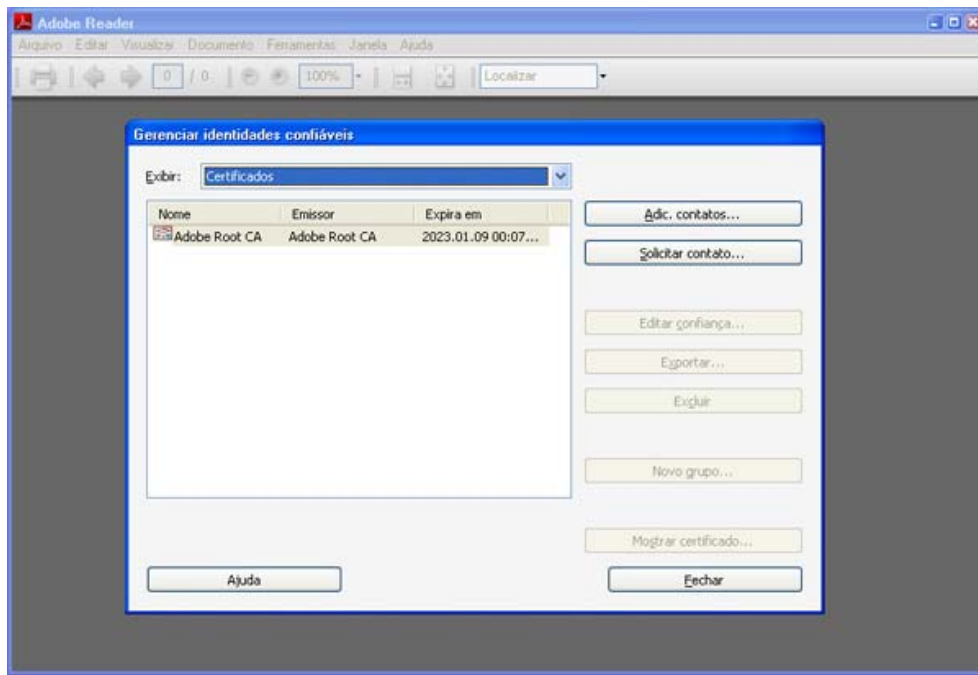 Adobe Reader
Arquivo Editar Visualizar Documento Ferramentas Janela Ajuda
0 / 0 100% Localizar
Gerenciar identidades confiáveis
Exibir: Certificados
Nome Emissor Expira em
Adobe Root CA Adobe Root CA 2023.01.09 00:07...
Adic. contatos...
Solicitar contato...
Editar confiança...
Exportar...
Excluir
Novo grupo...
Mostrar certificado...
Ajuda Fechar